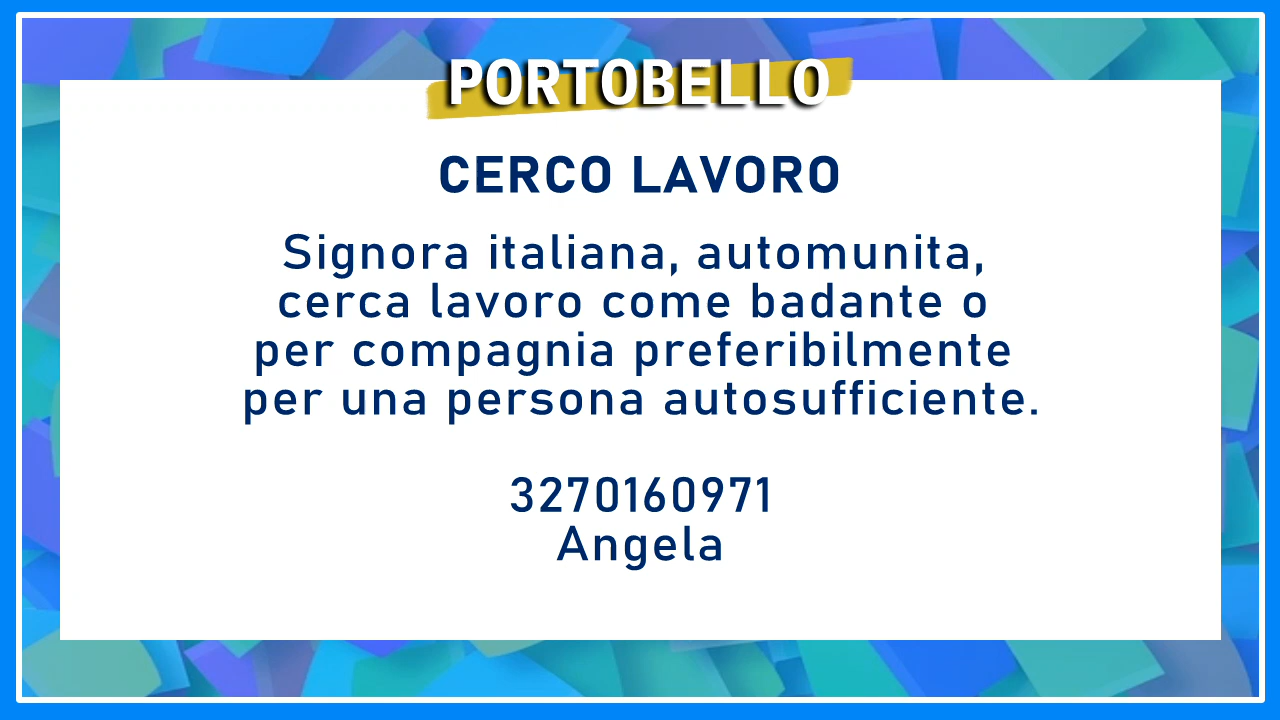 PORTOBELLO
CERCO LAVORO
Signora italiana, automunita,
cerca lavoro come badante o
per compagnia preferibilmente
per una persona autosufficiente.
3270160971
Angela